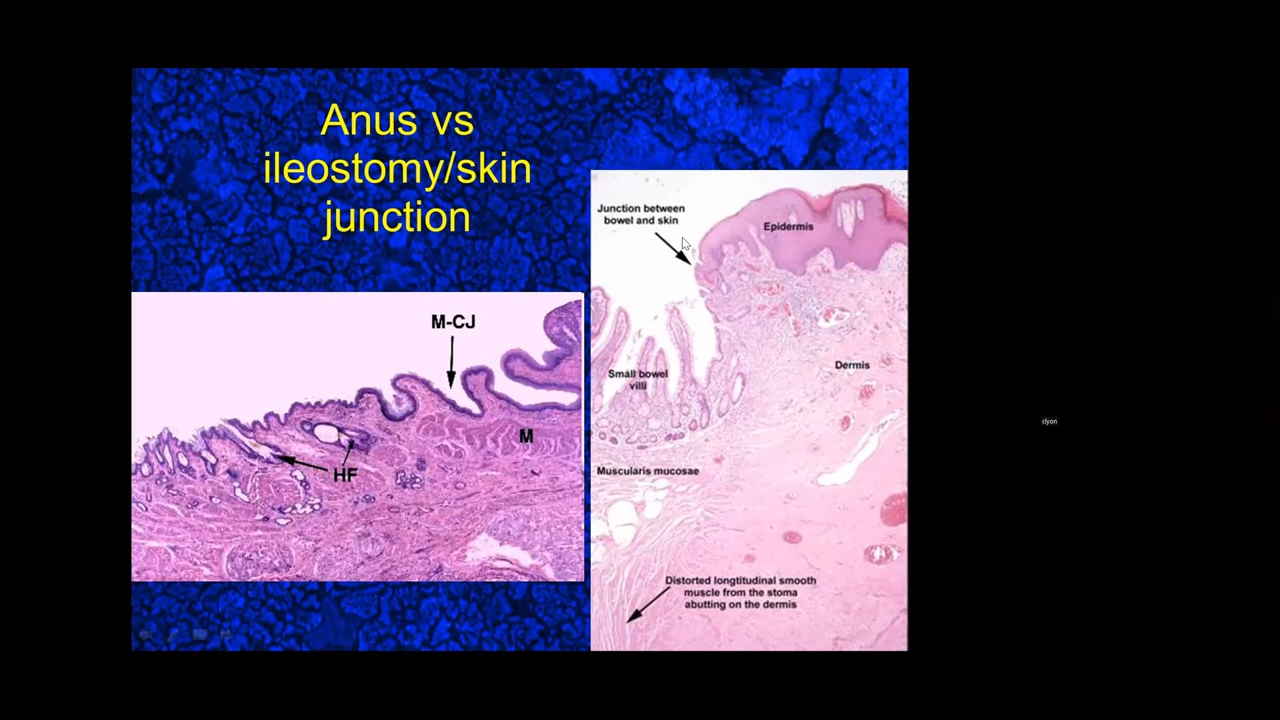 Anus vs
ileostomy/skin
junction
M-CJ
M
HF
Junction between
bowel and skin
Epidermis
Small bowel
villi
Dermis
Muscularis mucosae
Distorted longtitudinal smooth
muscle from the stoma
abutting on the dermis
clyon